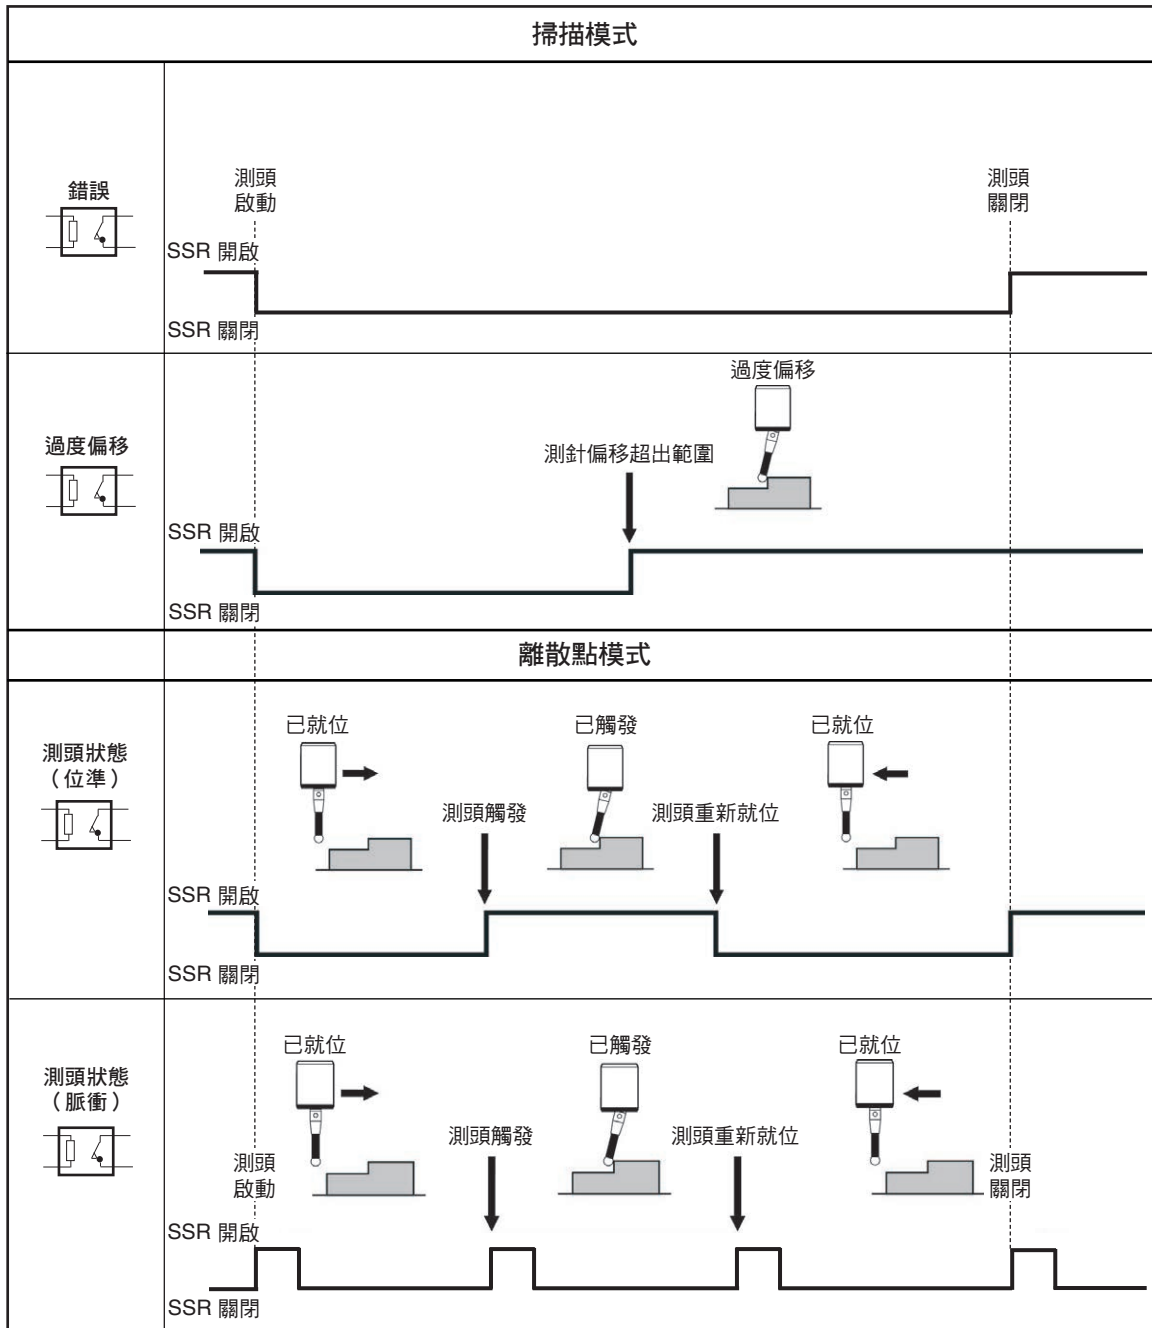 掃描模式
錯誤
測頭
啟動
測頭
關閉
SSR 開啟
SSR 關閉
過度偏移
過度偏移
測針偏移超出範圍
SSR 開啟
SSR 關閉
離散點模式
測頭狀態
（位準）
已就位
已觸發
已就位
測頭觸發
測頭重新就位
SSR 開啟
SSR 關閉
測頭狀態
（脈衝）
已就位
已觸發
已就位
測頭觸發
測頭重新就位
測頭
啟動
測頭
關閉
SSR 開啟
SSR 關閉